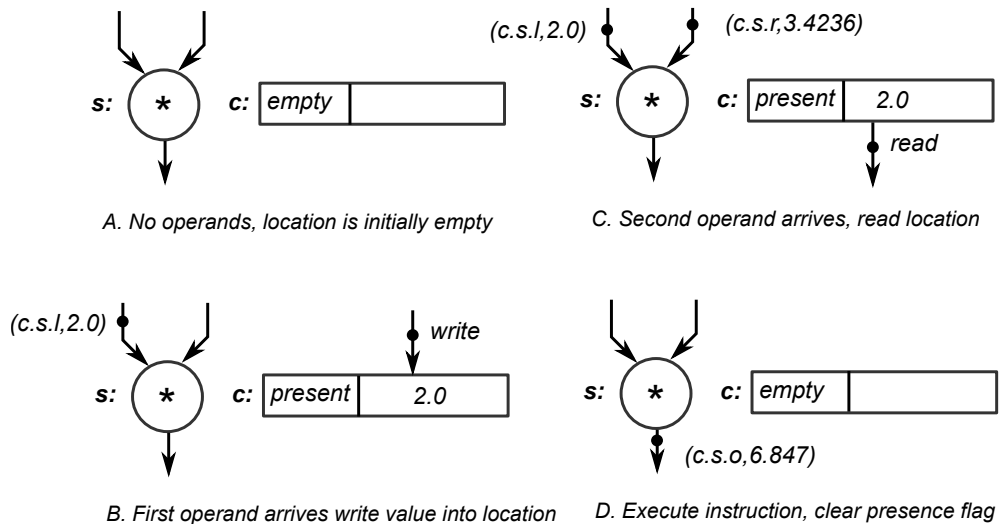 s:
*
c:
empty
A. No operands, location is initially empty
(c.s.l,2.0)
s:
*
c:
present
2.0
write
B. First operand arrives write value into location
(c.s.l,2.0)
(c.s.r,3.4236)
s:
*
c:
present
2.0
read
C. Second operand arrives, read location
s:
*
c:
empty
(c.s.o,6.847)
D. Execute instruction, clear presence flag